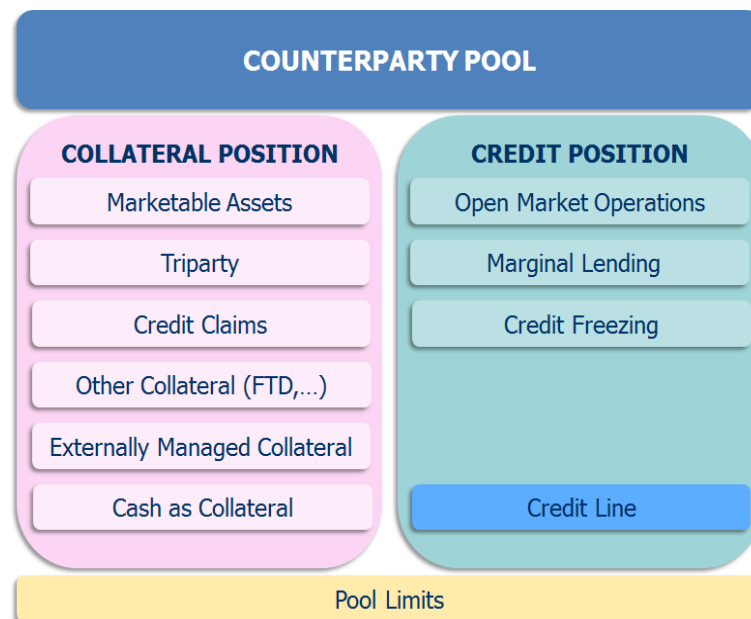 COUNTERPARTY POOL
COLLATERAL POSITION
Marketable Assets
Triparty
Credit Claims
Other Collateral (FTD,...)
Externally Managed Collateral
Cash as Collateral
CREDIT POSITION
Open Market Operations
Marginal Lending
Credit Freezing
Credit Line
Pool Limits